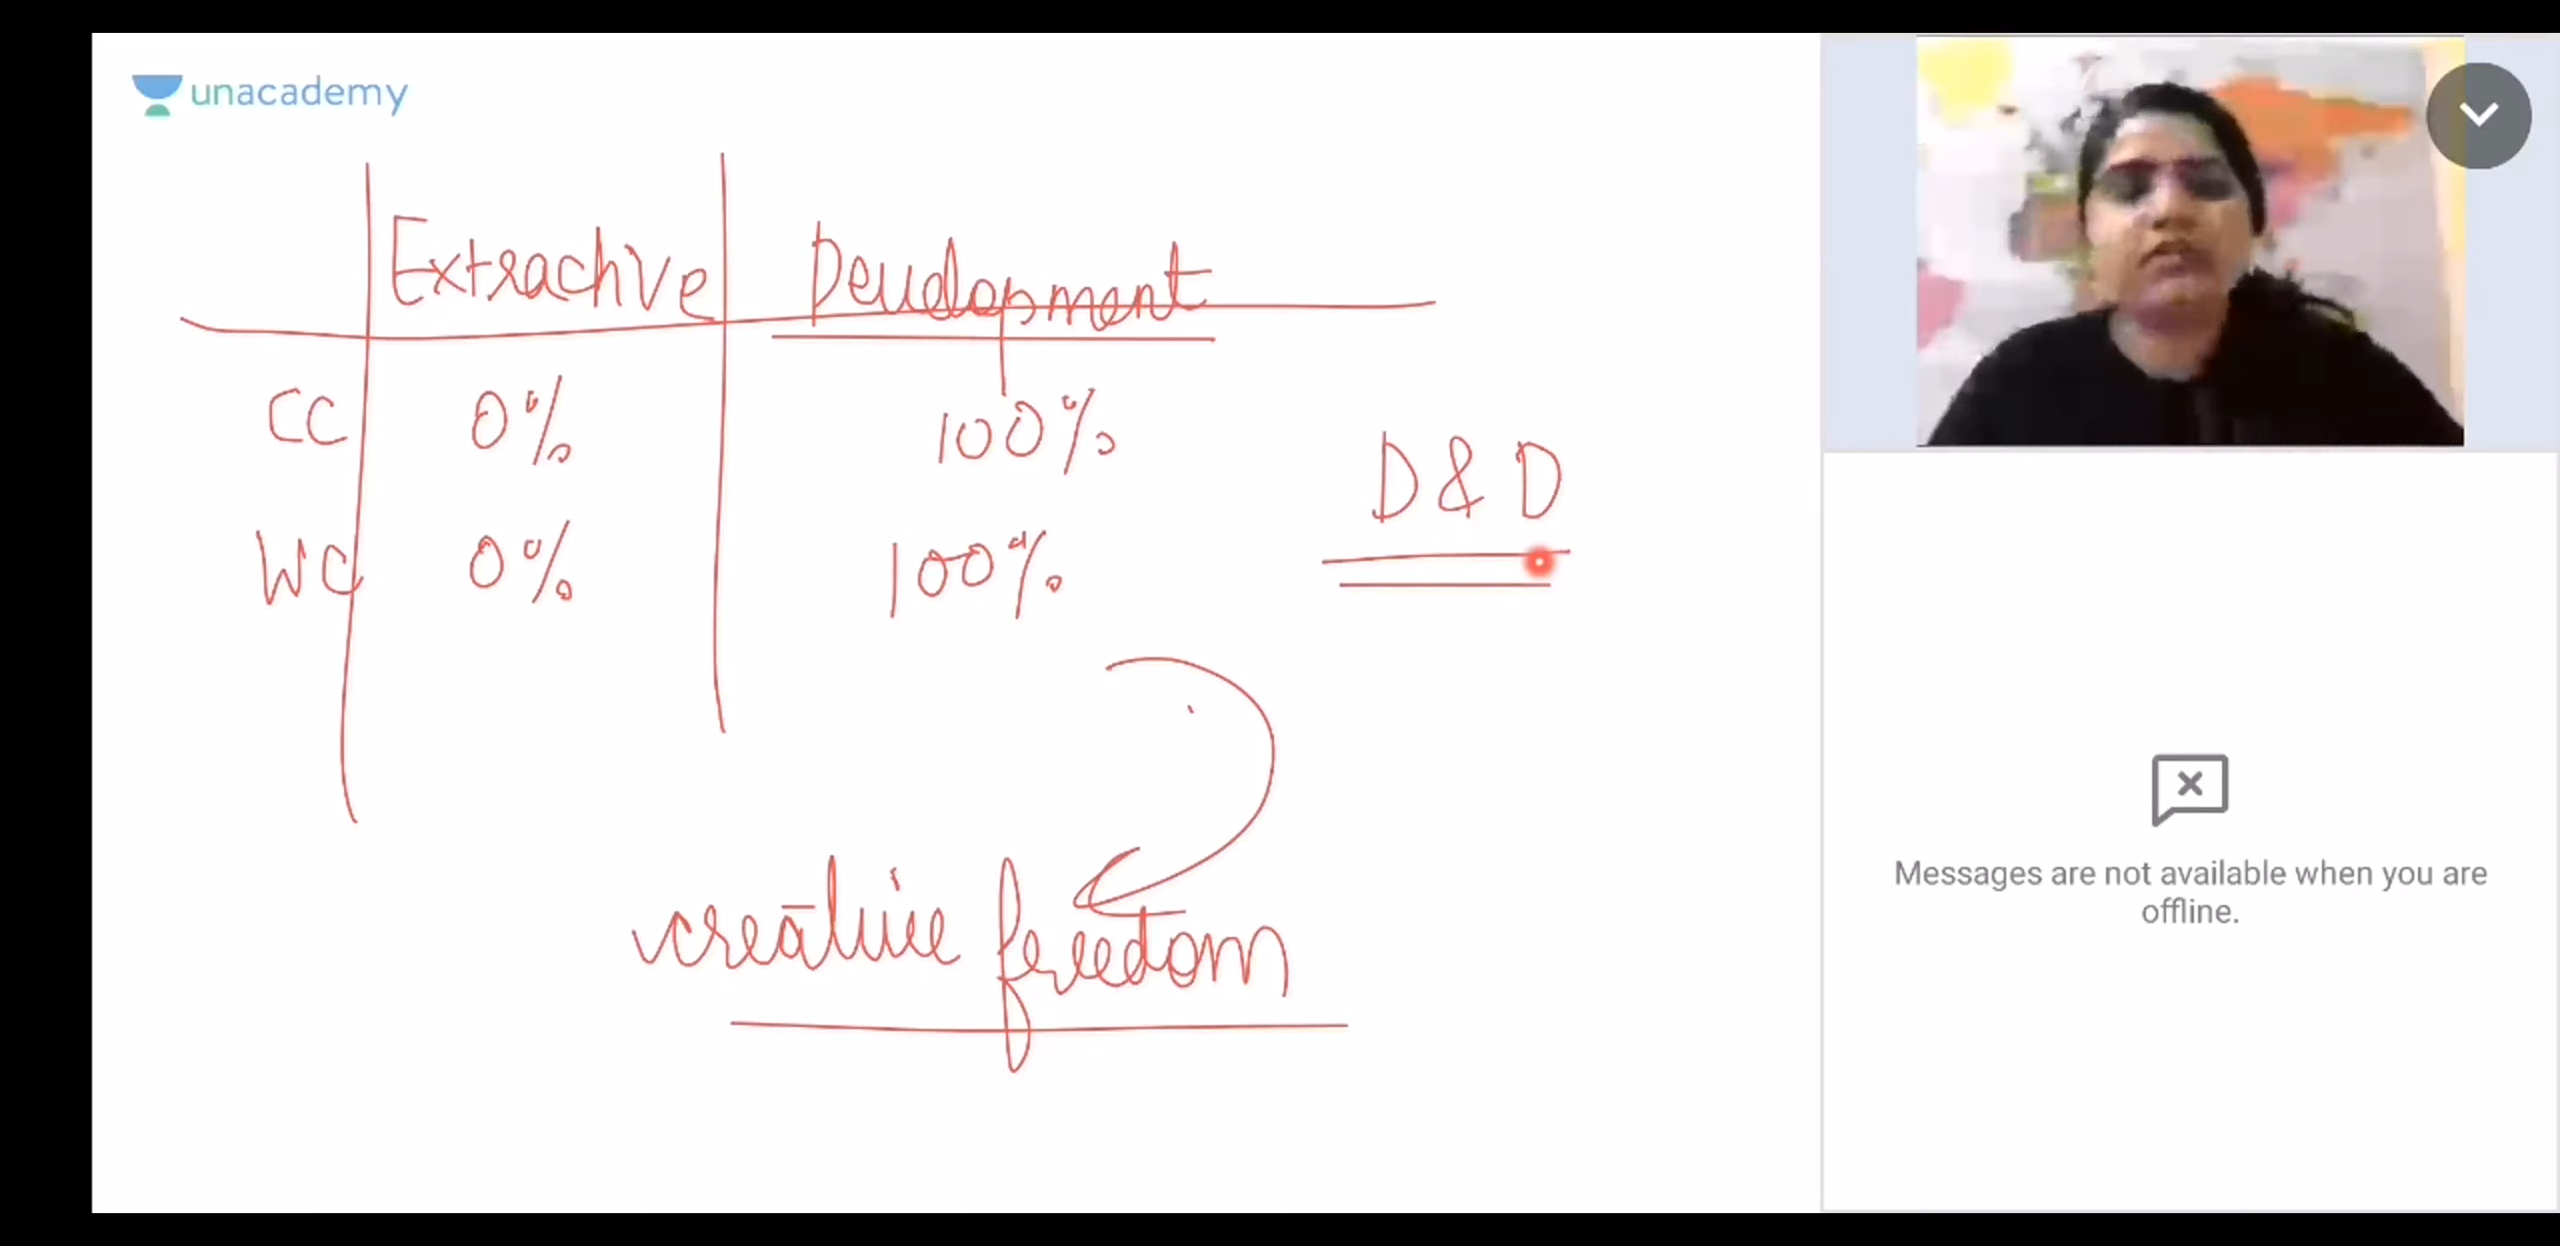 unacademy
Extractive Development
CC 0% 100%
D & D
WC 0% 100%
creative freedom
Messages are not available when you are
offline.